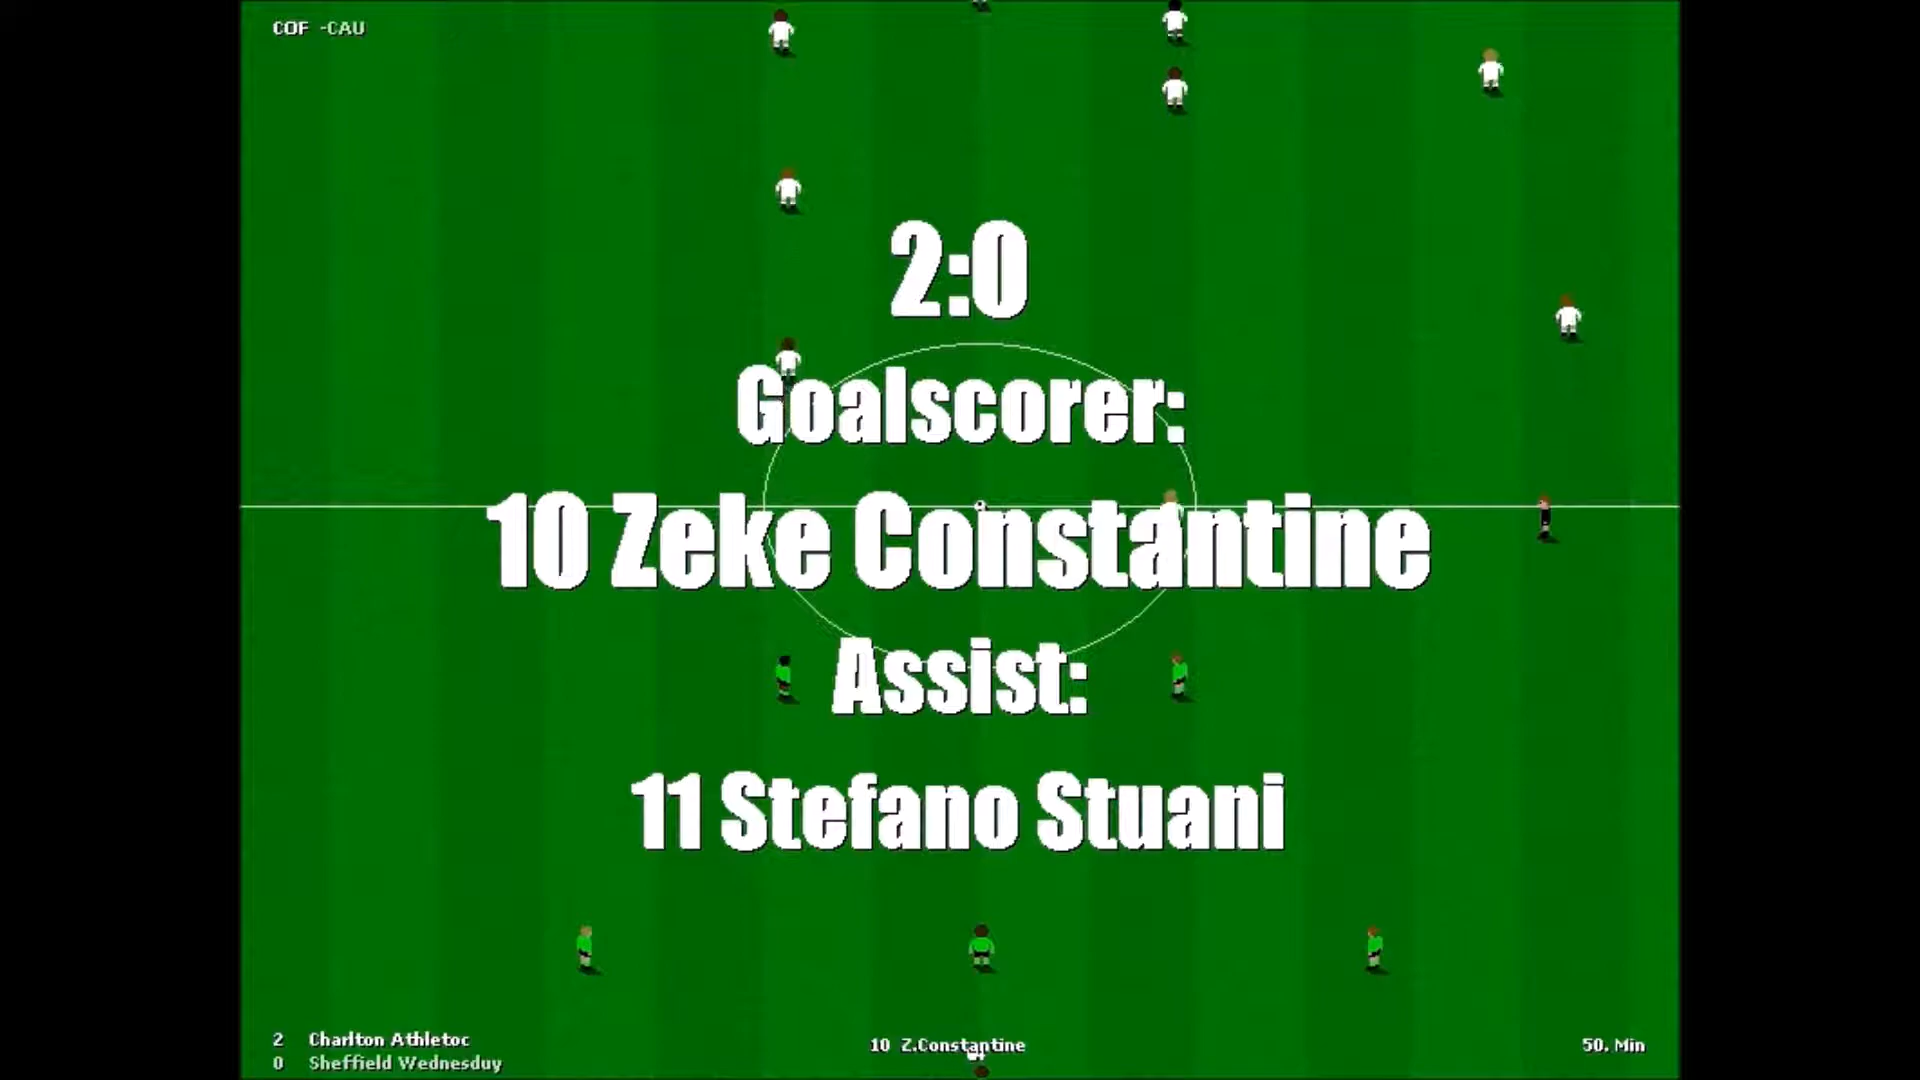 COF -CAU
2:0
Goalscorer:
10 Zeke Constantine
Assist:
11 Stefano Stuani
2 Charlton Athletoc
0 Sheffield Wednesduy
10 Z.Constantine
50. Min